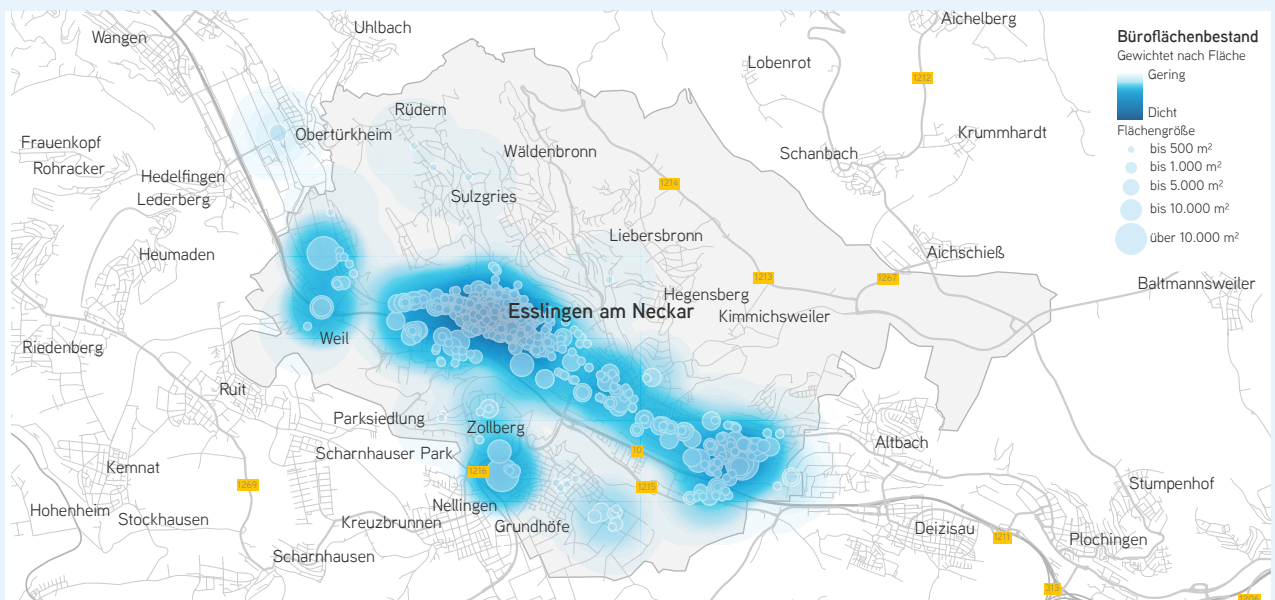 Aichelberg
Uhlbach
Wangen
Büroflächenbestand
Gewichtet nach Fläche
Gering
Dicht
Flächengröße
bis 500 m²
bis 1.000 m²
bis 5.000 m²
bis 10.000 m²
über 10.000 m²
Lobenrot
1212
Rüdern
Obertürkheim
Krummhardt
Frauenkopf
Wäldenbronn
Schanbach
Rohracker
Hedelfingen
1214
Lederberg
Sulzgries
Liebersbronn
Heumaden
Aichschieß
1213
1267
Baltmannsweiler
Hegensberg
Esslingen am Neckar
Kimmichsweiler
Weil
Riedenberg
Ruit
Parksiedlung
Zollberg
Altbach
Scharnhauser Park
10
Kemnat
1216
1269
1215
Stumpenhof
Nellingen
Hohenheim
Stockhausen
Kreuzbrunnen
Grundhöfe
Deizisau
1211
Plochingen
Scharnhausen
313
1206